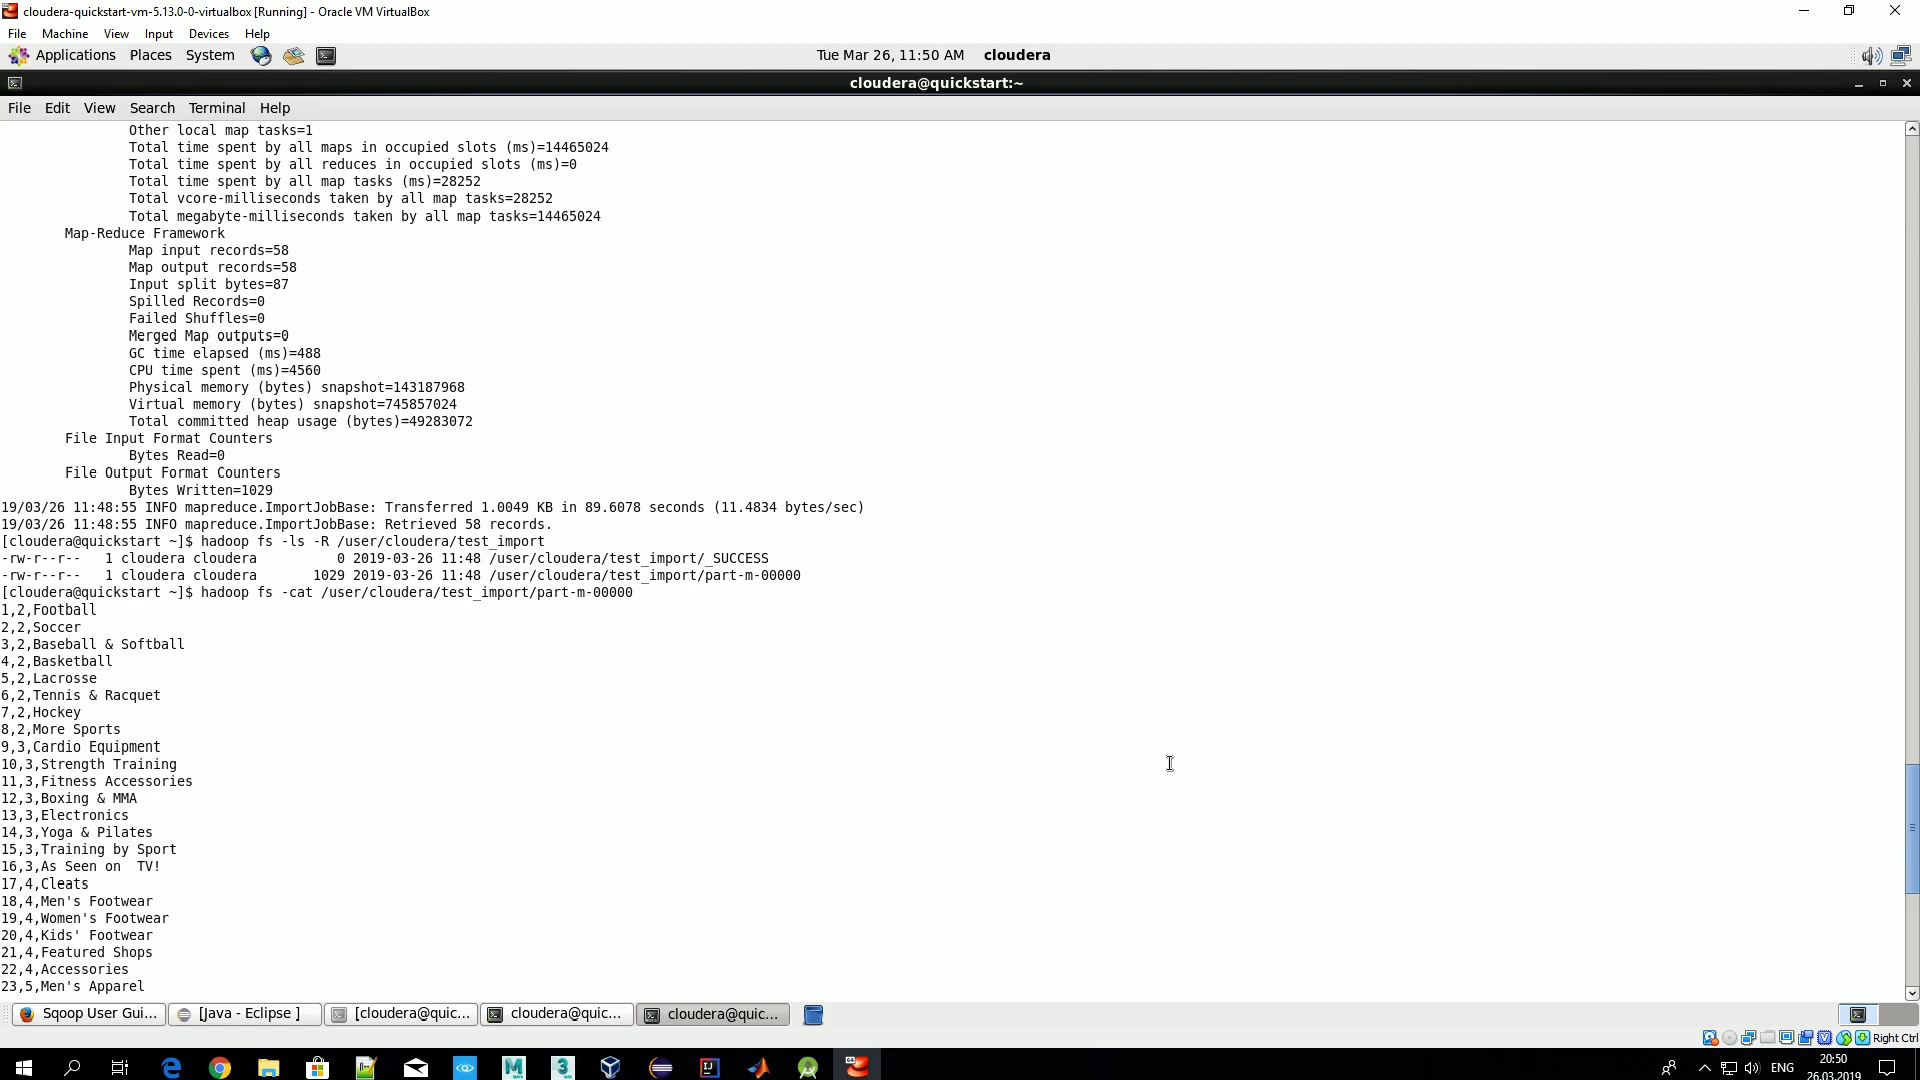 cloudera-quickstart-vm-5.13.0-0-virtualbox [Running] - Oracle VM VirtualBox
File Machine View Input Devices Help
Applications Places System Tue Mar 26, 11:50 AM cloudera
cloudera@quickstart:~
File Edit View Search Terminal Help
Other local map tasks=1
Total time spent by all maps in occupied slots (ms)=14465024
Total time spent by all reduces in occupied slots (ms)=0
Total time spent by all map tasks (ms)=28252
Total vcore-milliseconds taken by all map tasks=28252
Total megabyte-milliseconds taken by all map tasks=14465024
Map-Reduce Framework
Map input records=58
Map output records=58
Input split bytes=87
Spilled Records=0
Failed Shuffles=0
Merged Map outputs=0
GC time elapsed (ms)=488
CPU time spent (ms)=4560
Physical memory (bytes) snapshot=143187968
Virtual memory (bytes) snapshot=745857024
Total committed heap usage (bytes)=49283072
File Input Format Counters
Bytes Read=0
File Output Format Counters
Bytes Written=1029
19/03/26 11:48:55 INFO mapreduce.ImportJobBase: Transferred 1.0049 KB in 89.6078 seconds (11.4834 bytes/sec)
19/03/26 11:48:55 INFO mapreduce.ImportJobBase: Retrieved 58 records.
[cloudera@quickstart ~]$ hadoop fs -ls -R /user/cloudera/test_import
-rw-r--r--   1 cloudera cloudera          0 2019-03-26 11:48 /user/cloudera/test_import/_SUCCESS
-rw-r--r--   1 cloudera cloudera       1029 2019-03-26 11:48 /user/cloudera/test_import/part-m-00000
[cloudera@quickstart ~]$ hadoop fs -cat /user/cloudera/test_import/part-m-00000
1,2,Football
2,2,Soccer
3,2,Baseball & Softball
4,2,Basketball
5,2,Lacrosse
6,2,Tennis & Racquet
7,2,Hockey
8,2,More Sports
9,3,Cardio Equipment
10,3,Strength Training
11,3,Fitness Accessories
12,3,Boxing & MMA
13,3,Electronics
14,3,Yoga & Pilates
15,3,Training by Sport
16,3,As Seen on  TV!
17,4,Cleats
18,4,Men's Footwear
19,4,Women's Footwear
20,4,Kids' Footwear
21,4,Featured Shops
22,4,Accessories
23,5,Men's Apparel
Sqoop User Gui... [Java - Eclipse ] [cloudera@quic... cloudera@quic... cloudera@quic...
Right Ctrl
ENG 20:50
26.03.2019